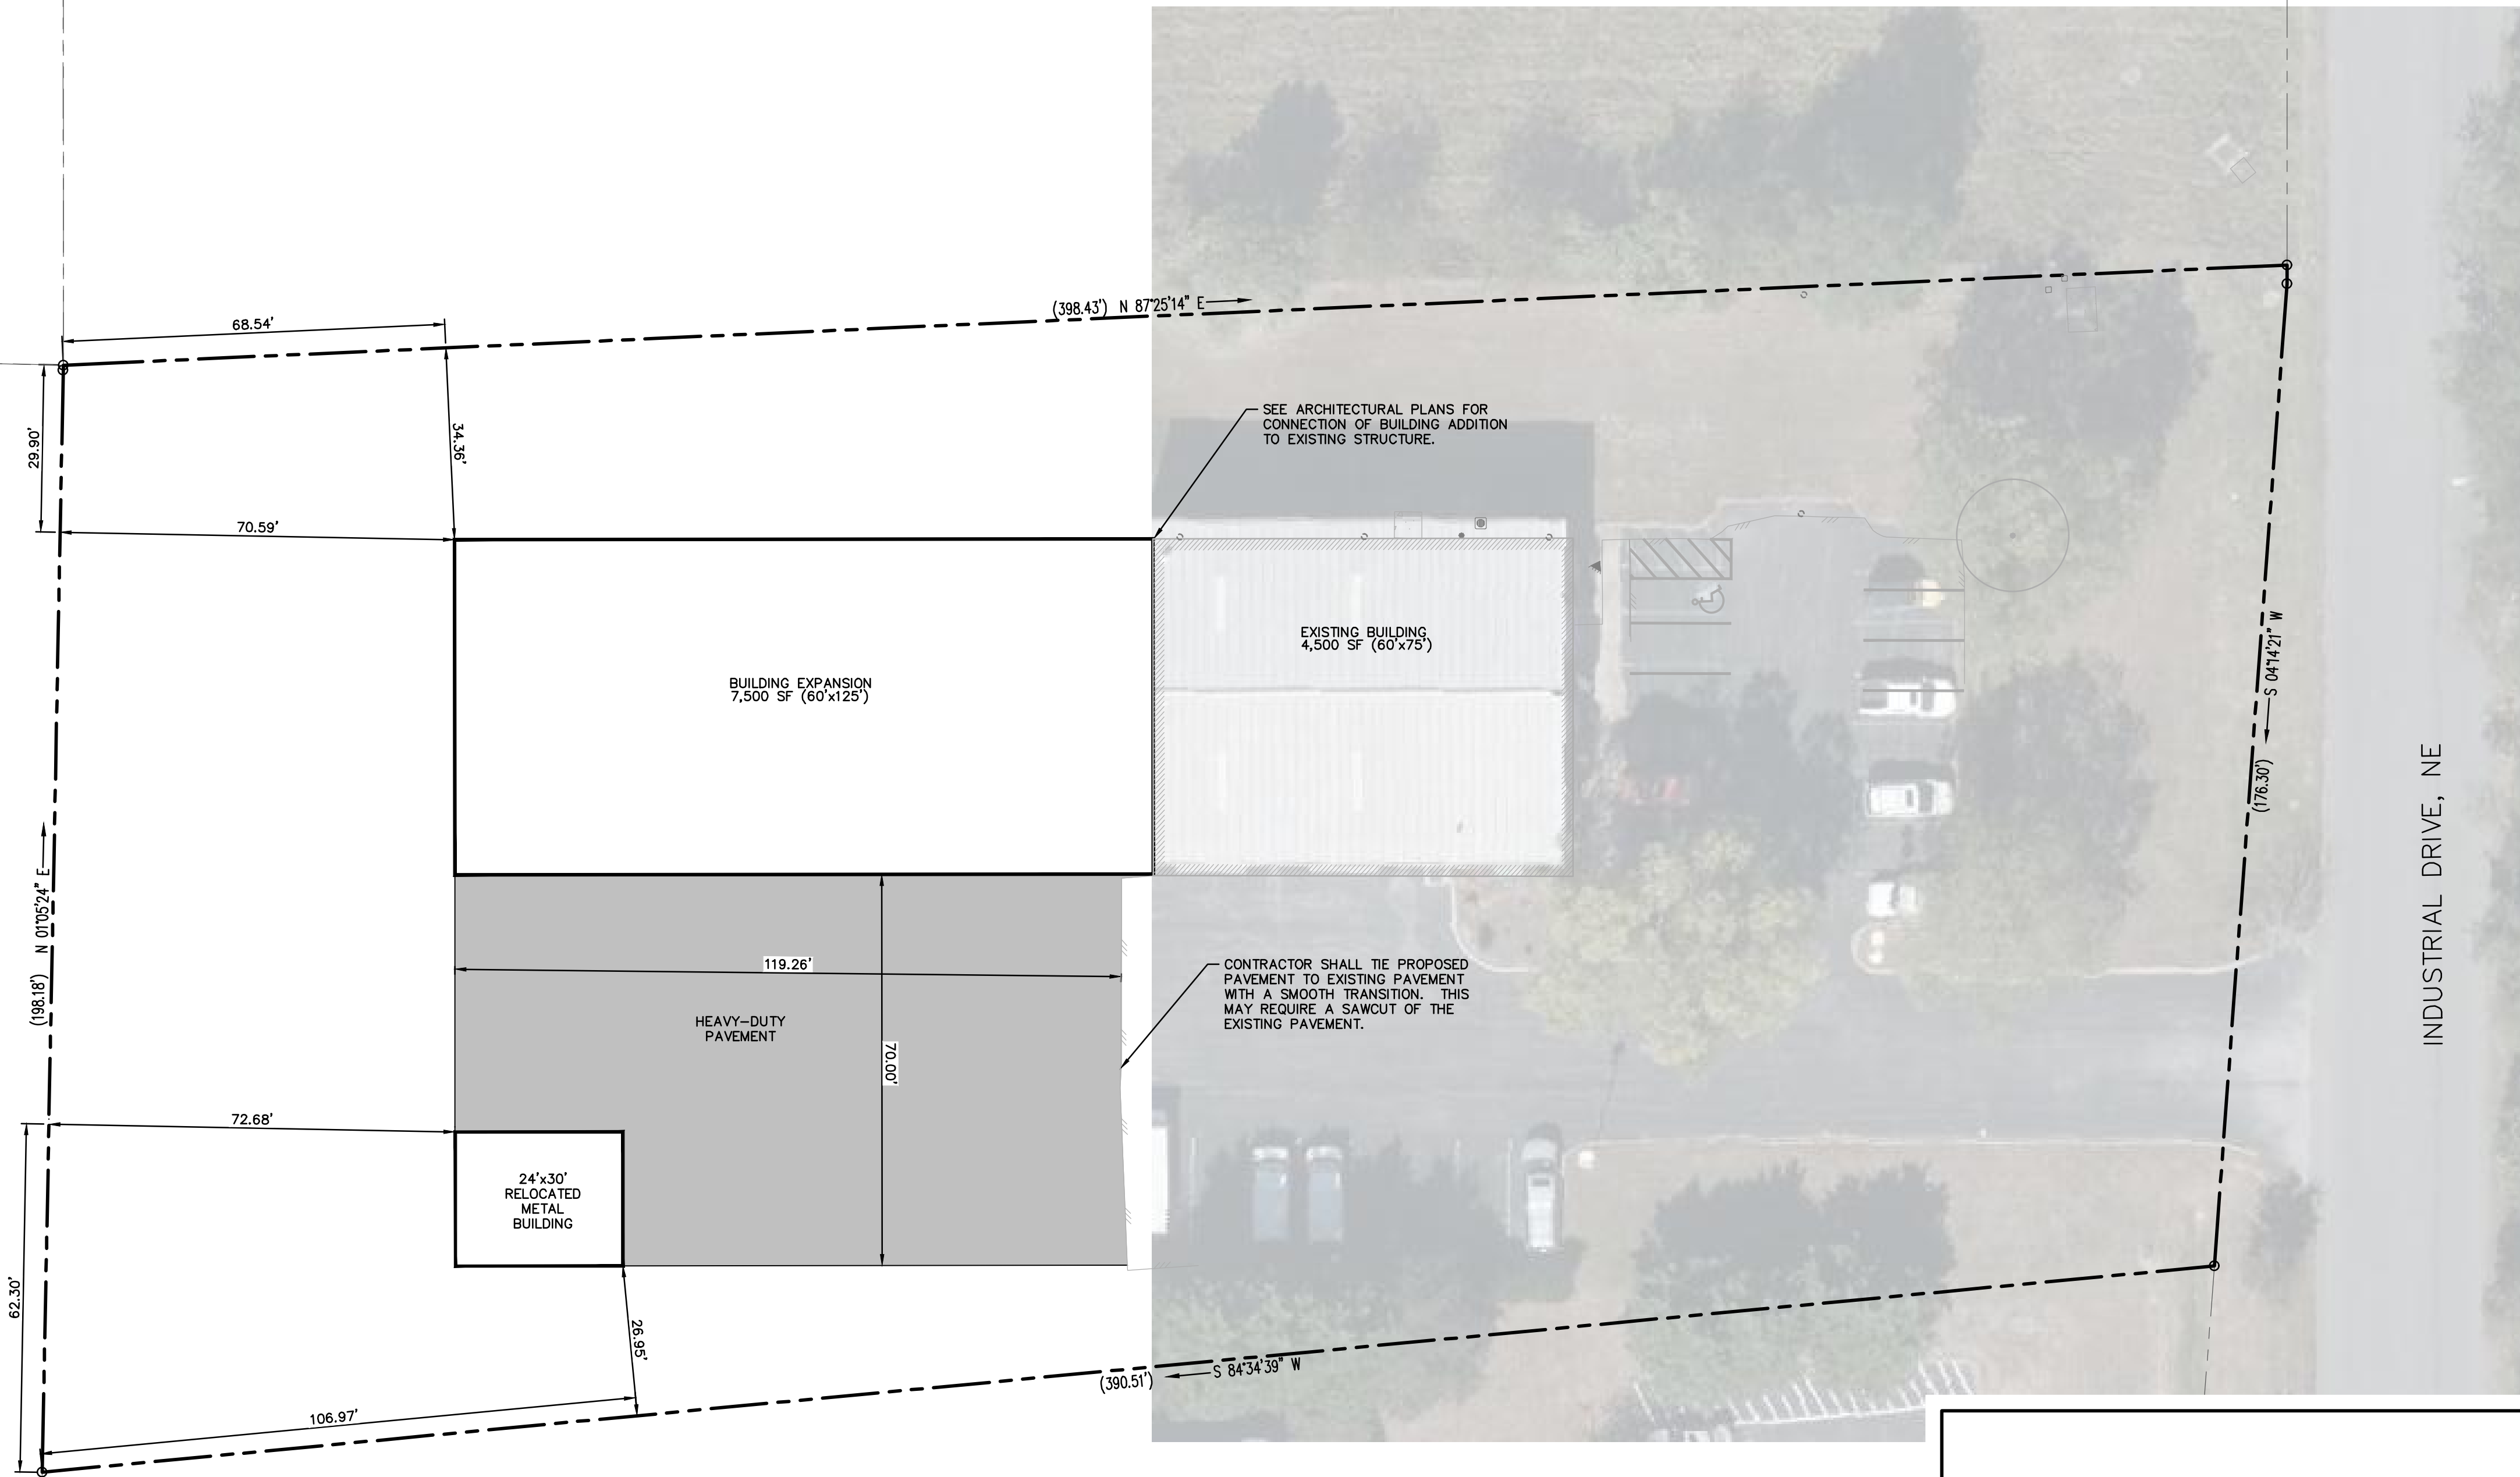 (398.43') N 87°25'14" E
68.54'
29.90'
34.36'
70.59'
SEE ARCHITECTURAL PLANS FOR
CONNECTION OF BUILDING ADDITION
TO EXISTING STRUCTURE.
EXISTING BUILDING
4,500 SF (60'x75')
BUILDING EXPANSION
7,500 SF (60'x125')
S 04°14'21" W
(176.30')
INDUSTRIAL DRIVE, NE
(198.18') N 01°05'24" E
119.26'
CONTRACTOR SHALL TIE PROPOSED
PAVEMENT TO EXISTING PAVEMENT
WITH A SMOOTH TRANSITION. THIS
MAY REQUIRE A SAWCUT OF THE
EXISTING PAVEMENT.
HEAVY-DUTY
PAVEMENT
70.00'
72.68'
24'x30'
RELOCATED
METAL
BUILDING
62.30'
26.95'
106.97'
(390.51') S 84°34'39" W